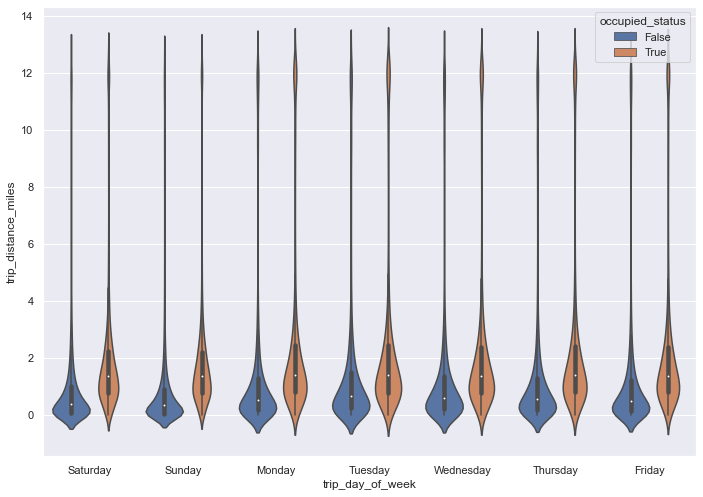 14
12
10
8
6
4
2
0
trip_distance_miles
occupied_status
False
True
Saturday Sunday Monday Tuesday Wednesday Thursday Friday
trip_day_of_week